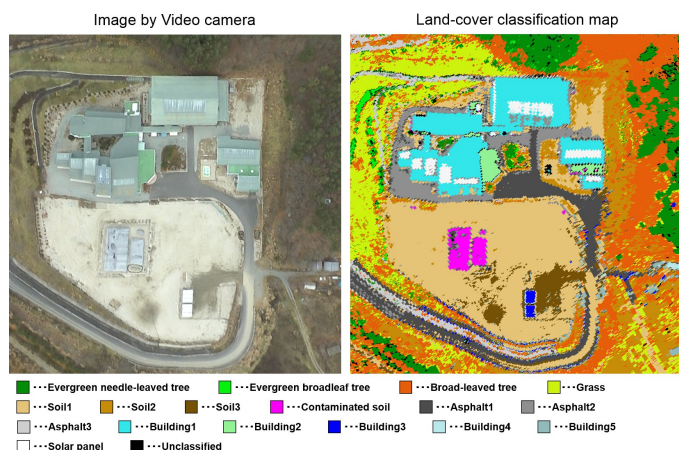 Image by Video camera Land-cover classification map
···Evergreen needle-leaved tree ···Evergreen broadleaf tree ···Broad-leaved tree ···Grass
···Soil1 ···Soil2 ···Soil3 ···Contaminated soil ···Asphalt1 ···Asphalt2
···Asphalt3 ···Building1 ···Building2 ···Building3 ···Building4 ···Building5
···Solar panel ···Unclassified